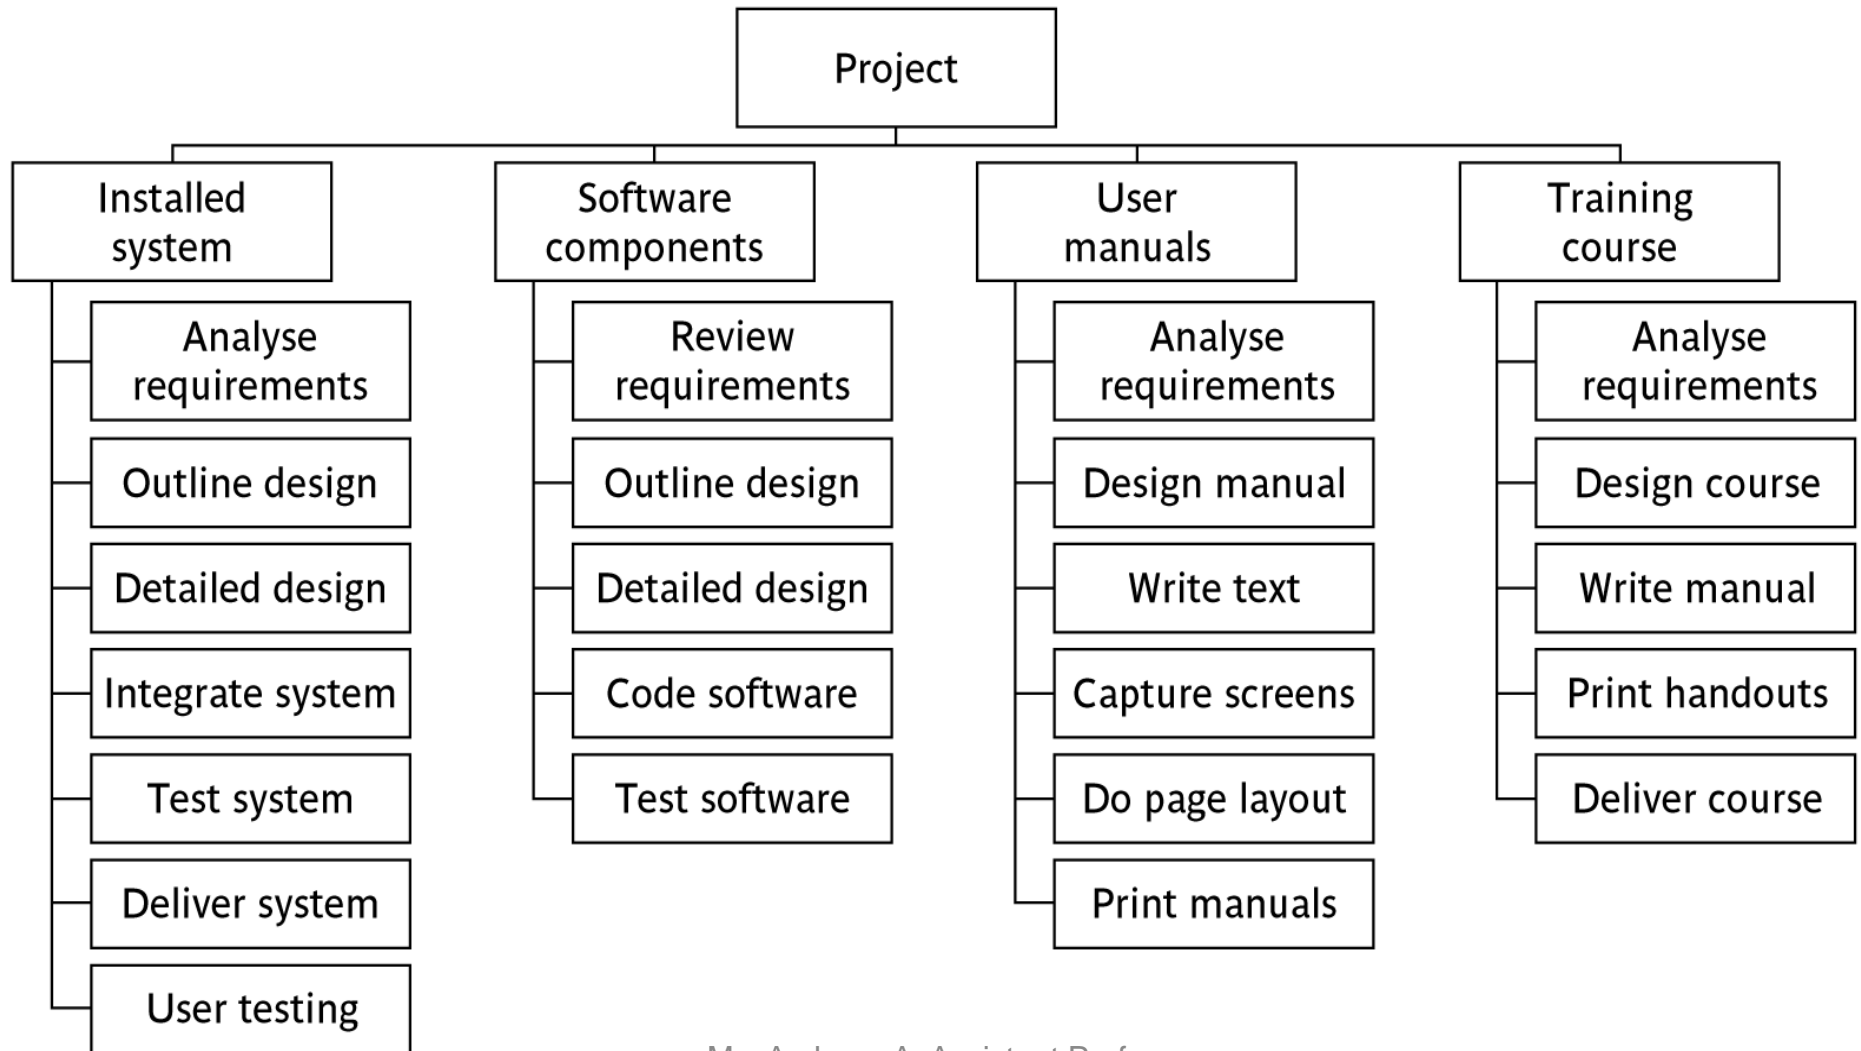 Project
Installed
system
Analyse
requirements
Outline design
Detailed design
Integrate system
Test system
Deliver system
User testing
Software
components
Review
requirements
Outline design
Detailed design
Code software
Test software
User
manuals
Analyse
requirements
Design manual
Write text
Capture screens
Do page layout
Print manuals
Training
course
Analyse
requirements
Design course
Write manual
Print handouts
Deliver course